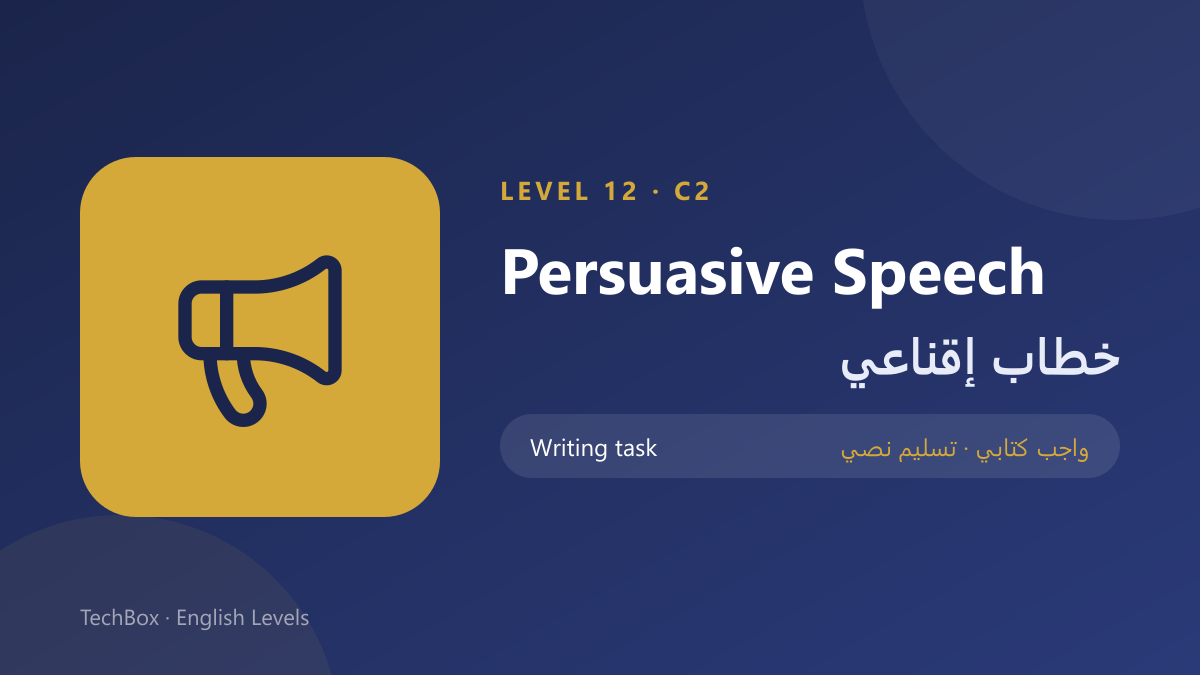 LEVEL 12 · C2
Persuasive Speech
خطاب إقناعي
Writing task
واجب كتابي · تسليم نصي
TechBox · English Levels